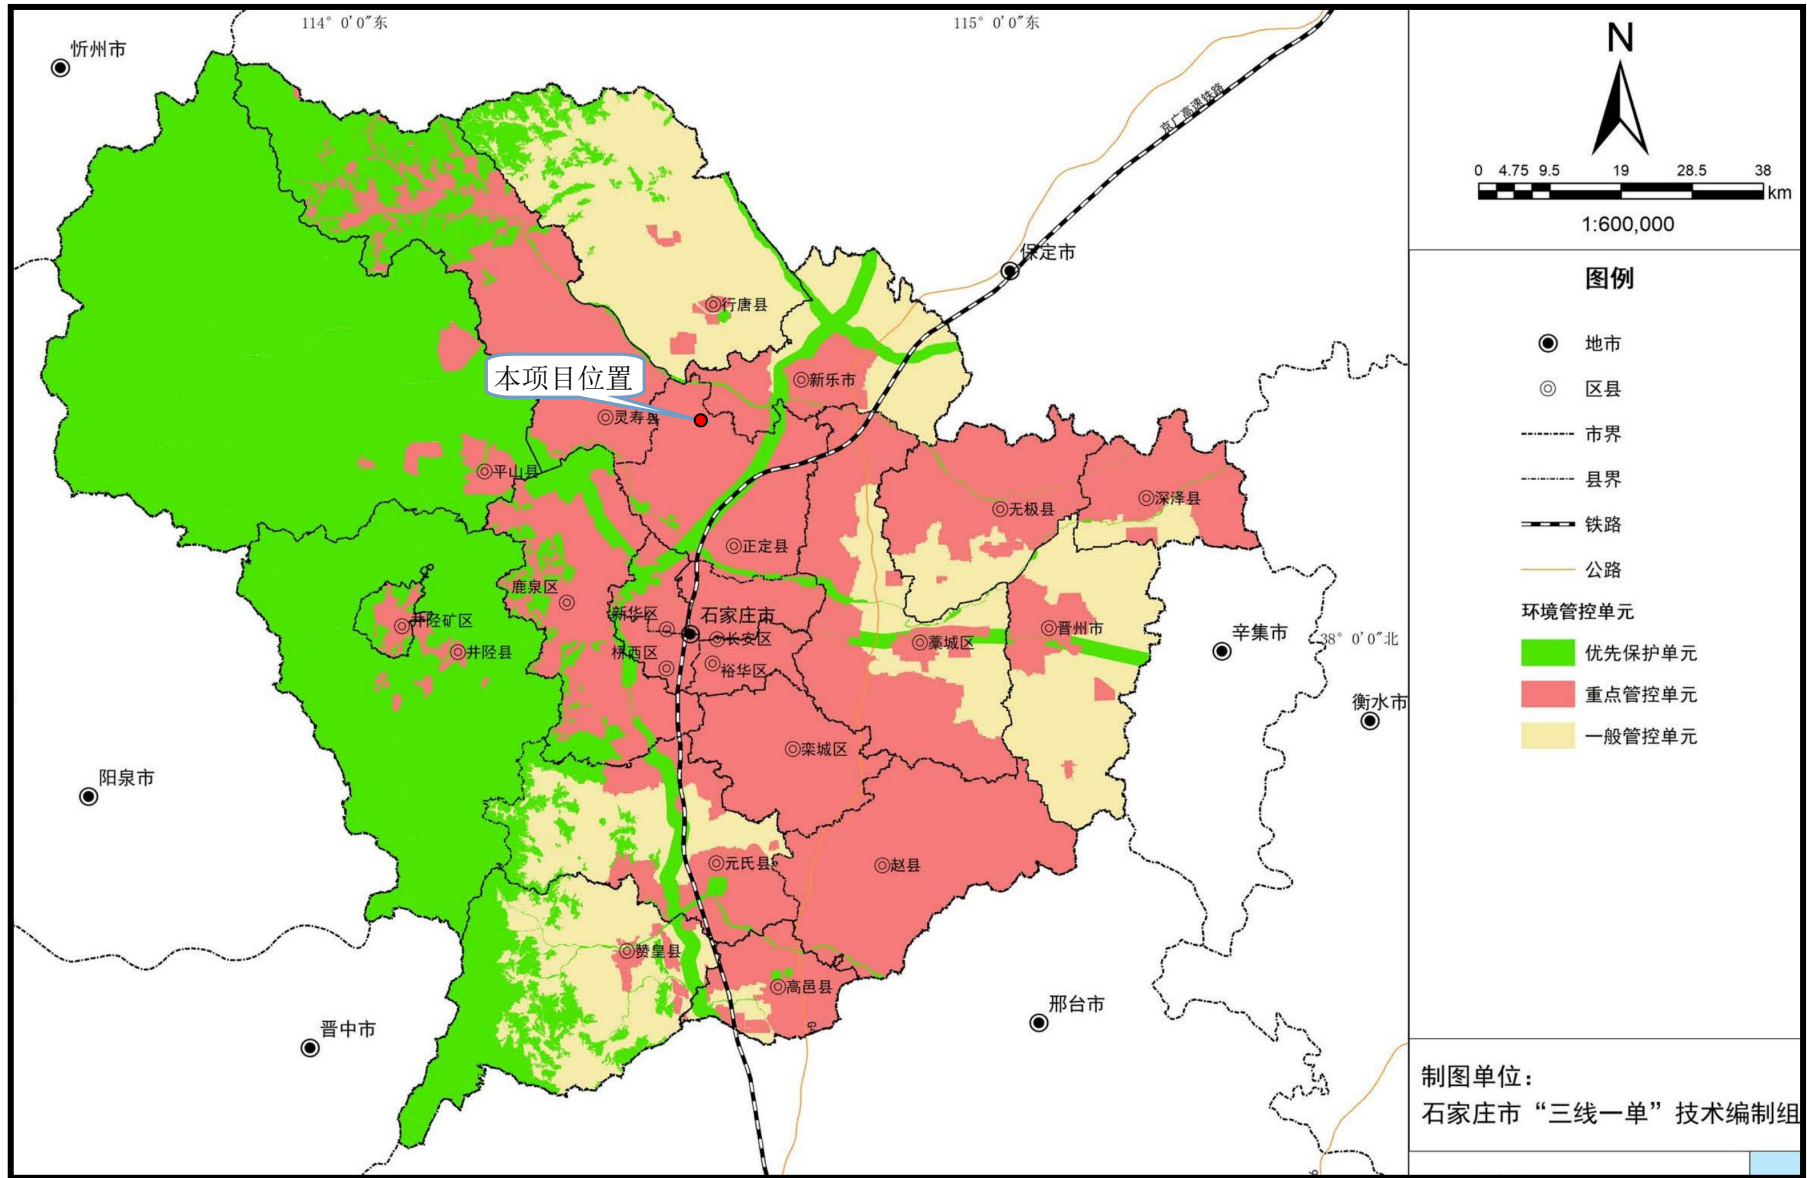 114° 0'0"东
115° 0'0"东
忻州市
京广高速铁路
保定市
行唐县
新乐市
本项目位置
灵寿县
平山县
无极县
深泽县
正定县
鹿泉区
新华区
石家庄市
长安区
井陉矿区
井陉县
桥西区
裕华区
藁城区
晋州市
辛集市
38° 0'0"北
衡水市
栾城区
阳泉市
元氏县
赵县
赞皇县
高邑县
晋中市
邢台市
N
0 4.75 9.5 19 28.5 38
km
1:600,000
图例
地市
区县
市界
县界
铁路
公路
环境管控单元
优先保护单元
重点管控单元
一般管控单元
制图单位：
石家庄市“三线一单”技术编制组